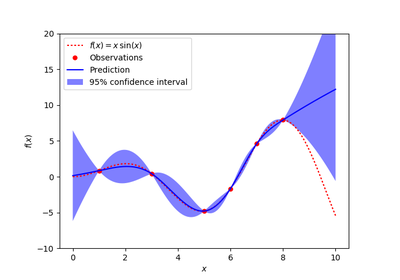 20
15
10
5
0
−5
−10
f(x)
f(x) = x sin(x)
Observations
Prediction
95% confidence interval
0 2 4 6 8 10
x